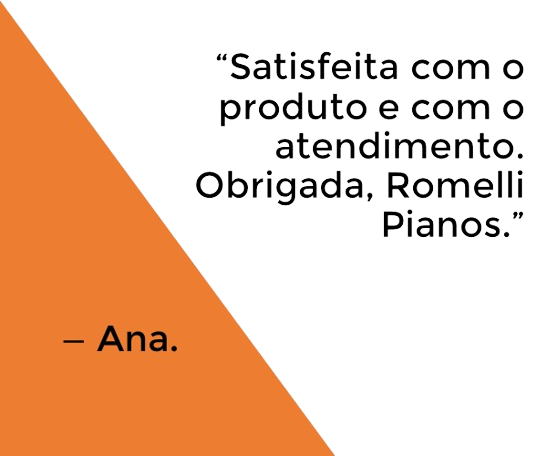 “Satisfeita com o
produto e com o
atendimento.
Obrigada, Romelli
Pianos.”
– Ana.